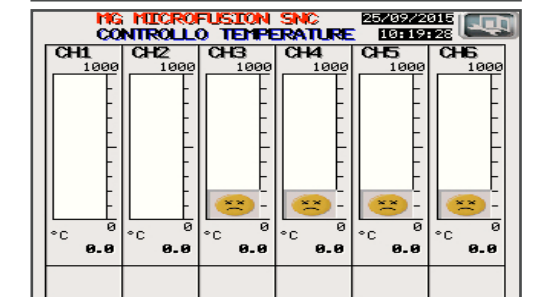 MG MICROFUSION SNC 25/09/2015
CONTROLLO TEMPERATURE 10:19:28
CH1 CH2 CH3 CH4 CH5 CH6
1000 1000 1000 1000 1000 1000
0 0 0 0 0 0
°C °C °C °C °C °C
0.0 0.0 0.0 0.0 0.0 0.0